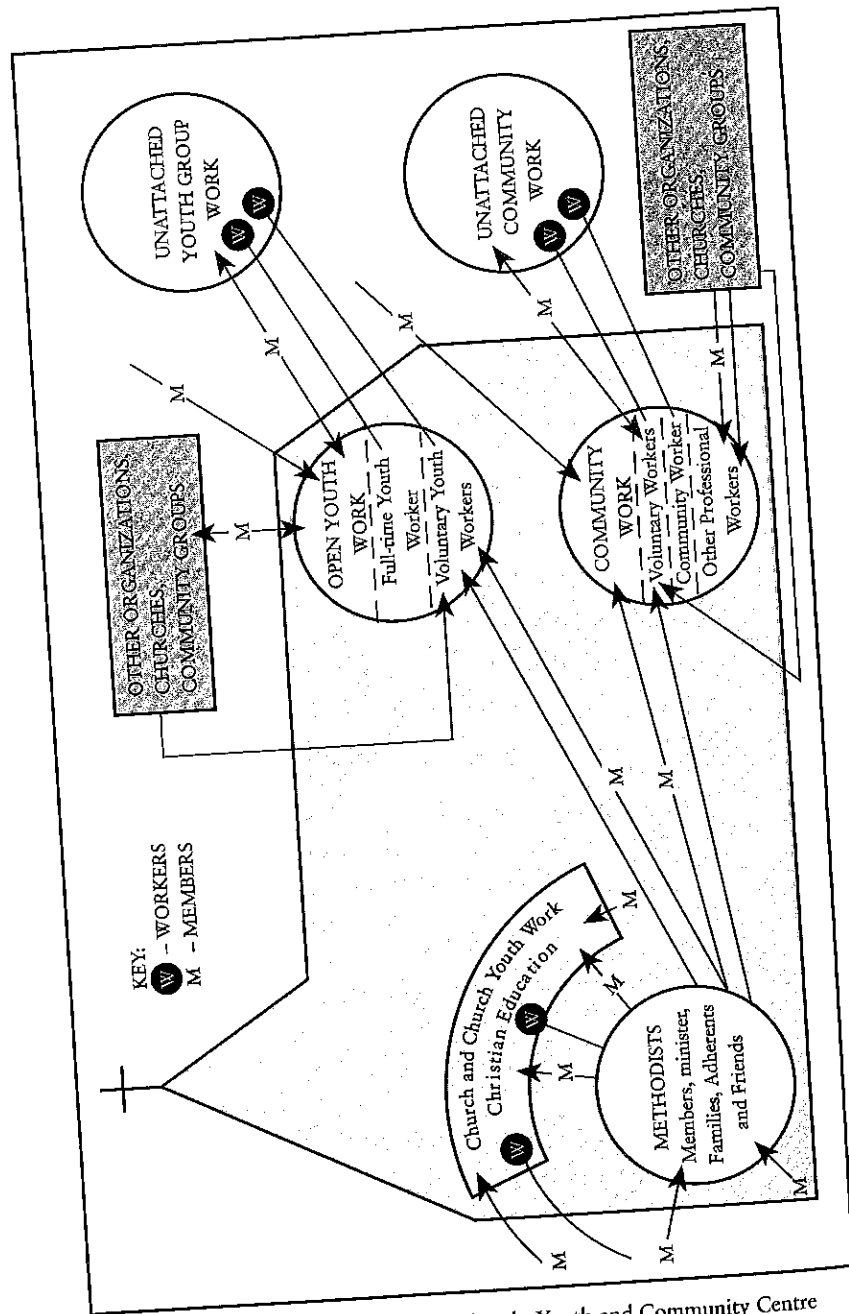 KEY:
W – WORKERS
M – MEMBERS
OTHER ORGANIZATIONS,
CHURCHES,
COMMUNITY GROUPS
M
M
M
UNATTACHED
YOUTH GROUP
WORK
W
W
OPEN YOUTH
WORK
Full-time Youth
Worker
Voluntary Youth
Workers
M
UNATTACHED
COMMUNITY
WORK
W
W
M
COMMUNITY
WORK
Voluntary Workers
Community Worker
Other Professional
Workers
M
OTHER ORGANIZATIONS,
CHURCHES,
COMMUNITY GROUPS
M
M
M
Church and Church Youth Work
Christian Education
W
W
M
M
M
M
METHODISTS
Members, minister,
Families, Adherents
and Friends
M
M
Youth and Community Centre